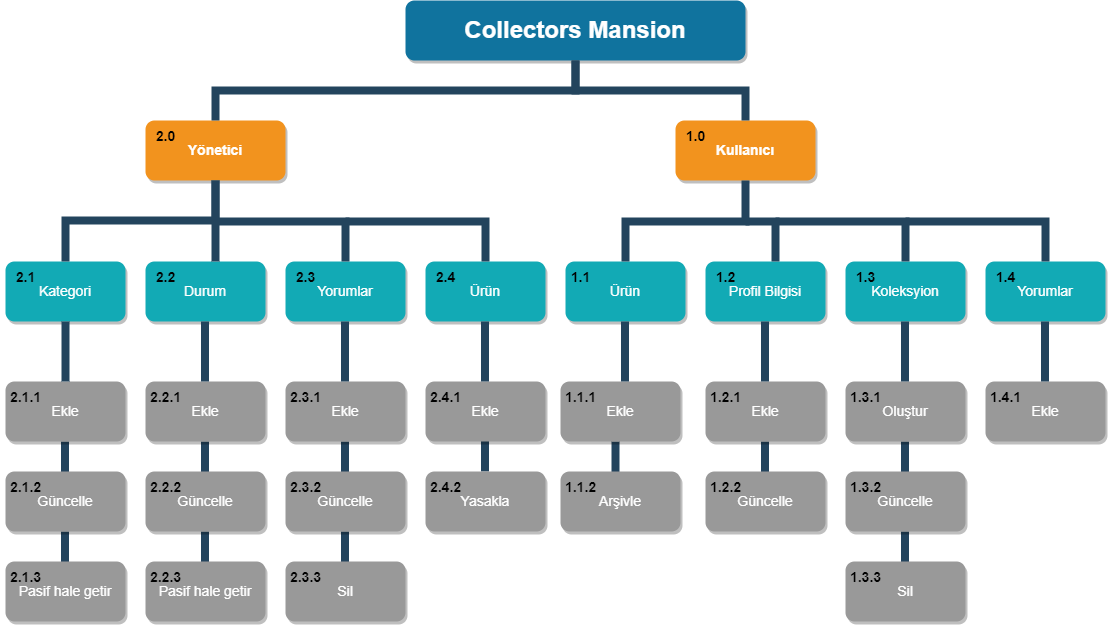 Collectors Mansion
2.0
Yönetici
1.0
Kullanıcı
2.1
Kategori
2.2
Durum
2.3
Yorumlar
2.4
Ürün
1.1
Ürün
1.2
Profil Bilgisi
1.3
Koleksyion
1.4
Yorumlar
2.1.1
Ekle
2.2.1
Ekle
2.3.1
Ekle
2.4.1
Ekle
1.1.1
Ekle
1.2.1
Ekle
1.3.1
Oluştur
1.4.1
Ekle
2.1.2
Güncelle
2.2.2
Güncelle
2.3.2
Güncelle
2.4.2
Yasakla
1.1.2
Arşivle
1.2.2
Güncelle
1.3.2
Güncelle
2.1.3
Pasif hale getir
2.2.3
Pasif hale getir
2.3.3
Sil
1.3.3
Sil